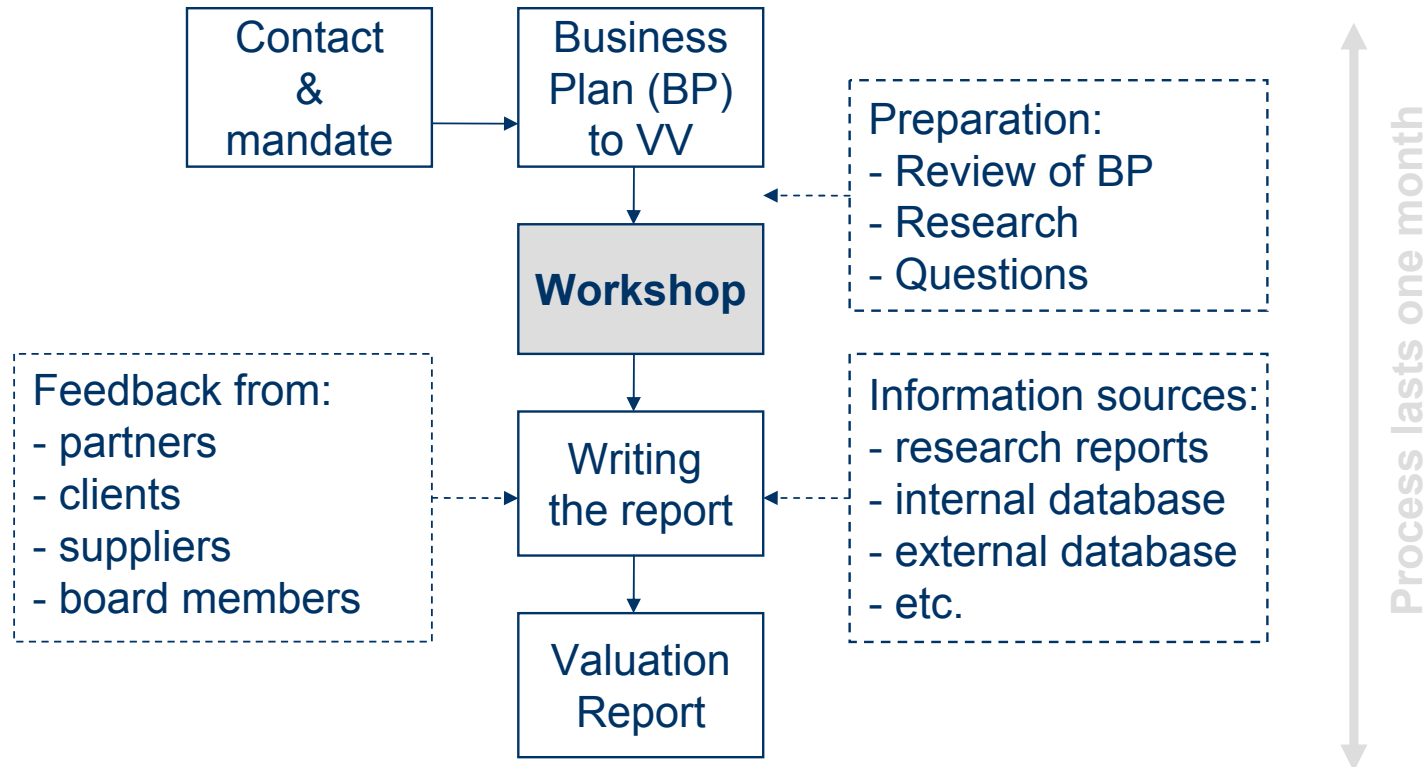 Contact
&
mandate
Business
Plan (BP)
to VV
Preparation:
- Review of BP
- Research
- Questions
Workshop
Feedback from:
- partners
- clients
- suppliers
- board members
Writing
the report
Information sources:
- research reports
- internal database
- external database
- etc.
Valuation
Report
Process lasts one month